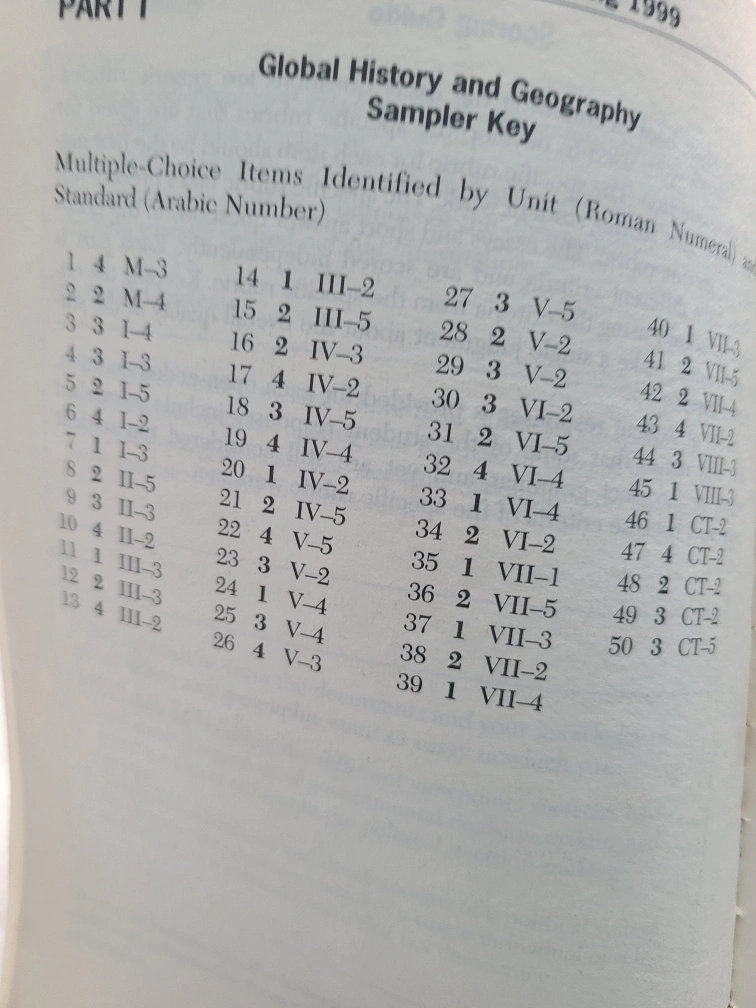 PART I
1999
Global History and Geography
Sampler Key
Multiple-Choice Items Identified by Unit (Roman Numeral) and
Standard (Arabic Number)
1 4 M–3
2 2 M–4
3 3 I–4
4 3 I–3
5 2 I–5
6 4 I–2
7 1 I–3
8 2 II–5
9 3 II–3
10 4 II–2
11 1 III–3
12 2 III–3
13 4 III–2
14 1 III–2
15 2 III–5
16 2 IV–3
17 4 IV–2
18 3 IV–5
19 4 IV–4
20 1 IV–2
21 2 IV–5
22 4 V–5
23 3 V–2
24 1 V–4
25 3 V–4
26 4 V–3
27 3 V–5
28 2 V–2
29 3 V–2
30 3 VI–2
31 2 VI–5
32 4 VI–4
33 1 VI–4
34 2 VI–2
35 1 VII–1
36 2 VII–5
37 1 VII–3
38 2 VII–2
39 1 VII–4
40 1 VII–3
41 2 VII–5
42 2 VII–4
43 4 VII–2
44 3 VIII–3
45 1 VIII–3
46 1 CT–2
47 4 CT–2
48 2 CT–2
49 3 CT–2
50 3 CT–5